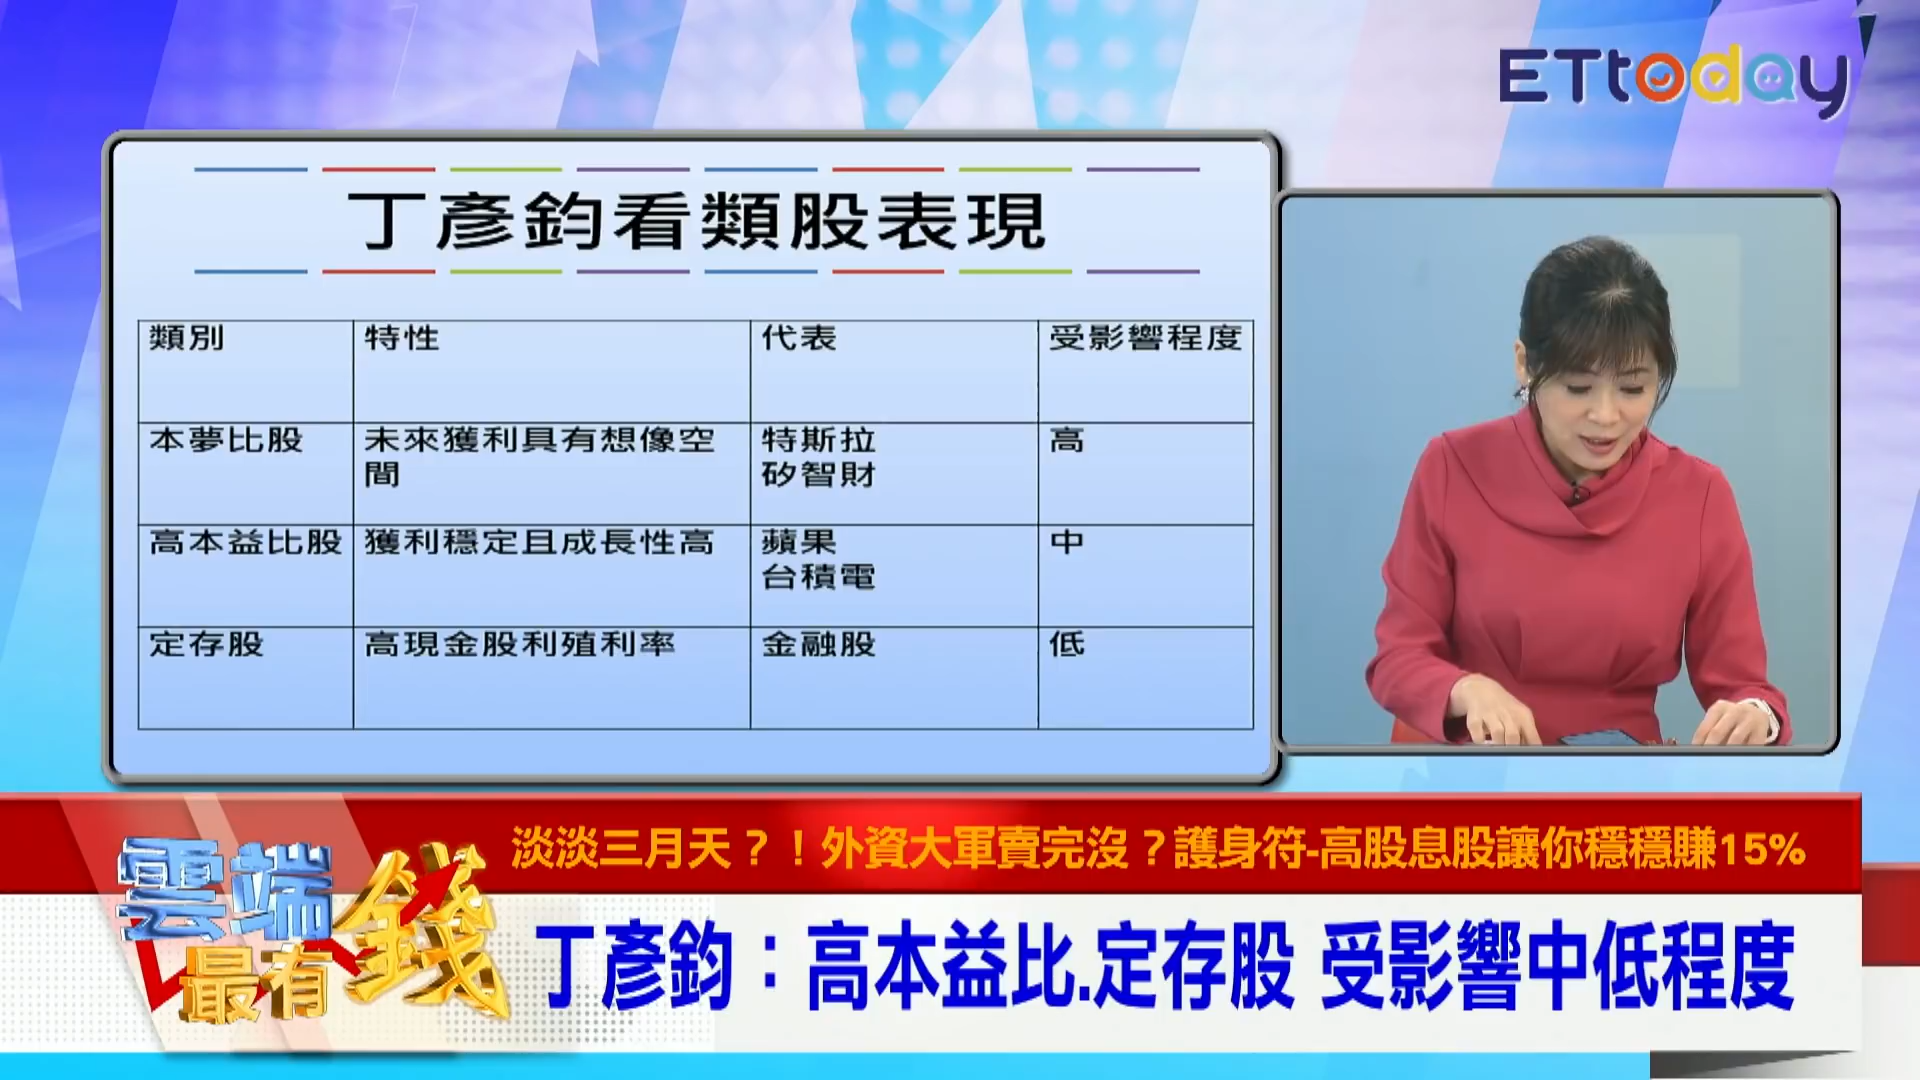 ETtoday
丁彥鈞看類股表現
類別 特性 代表 受影響程度
本夢比股 未來獲利具有想像空間 特斯拉 矽智財 高
高本益比股 獲利穩定且成長性高 蘋果 台積電 中
定存股 高現金股利殖利率 金融股 低
淡淡三月天？！外資大軍賣完沒？護身符-高股息股讓你穩穩賺15%
雲端最有錢
丁彥鈞：高本益比.定存股 受影響中低程度